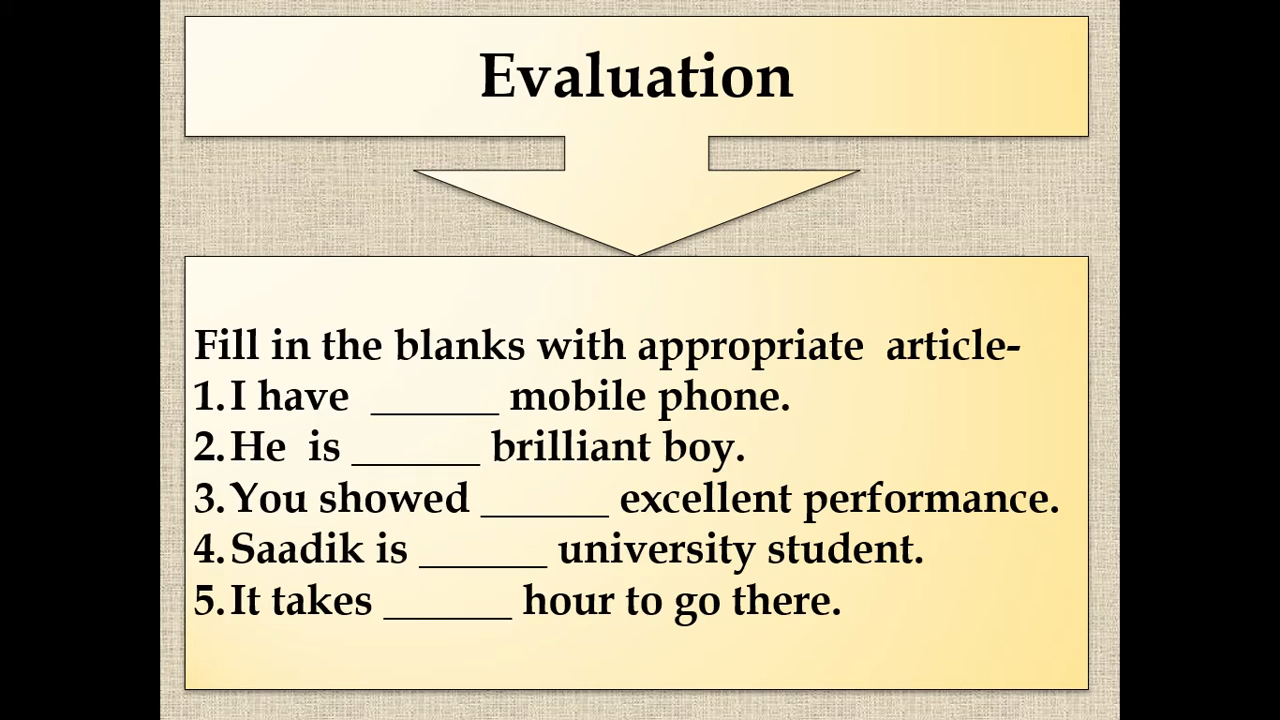 Evaluation
Fill in the blanks with appropriate article-
1. I have ______ mobile phone.
2. He is ______ brilliant boy.
3. You showed ______ excellent performance.
4. Saadik is ______ university student.
5. It takes ______ hour to go there.